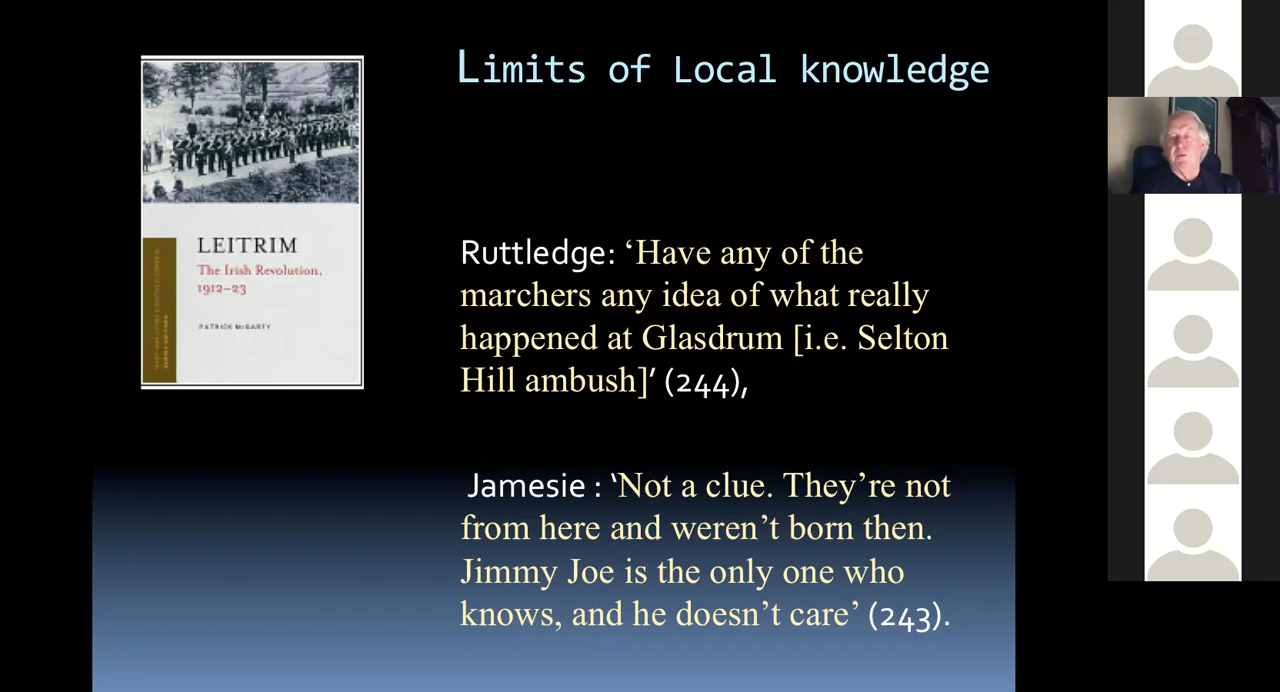 Limits of Local knowledge
LEITRIM
The Irish Revolution,
1912–23
PATRICK McGARTY
Ruttledge: ‘Have any of the
marchers any idea of what really
happened at Glasdrum [i.e. Selton
Hill ambush]’ (244),
Jamesie : ‘Not a clue. They’re not
from here and weren’t born then.
Jimmy Joe is the only one who
knows, and he doesn’t care’ (243).